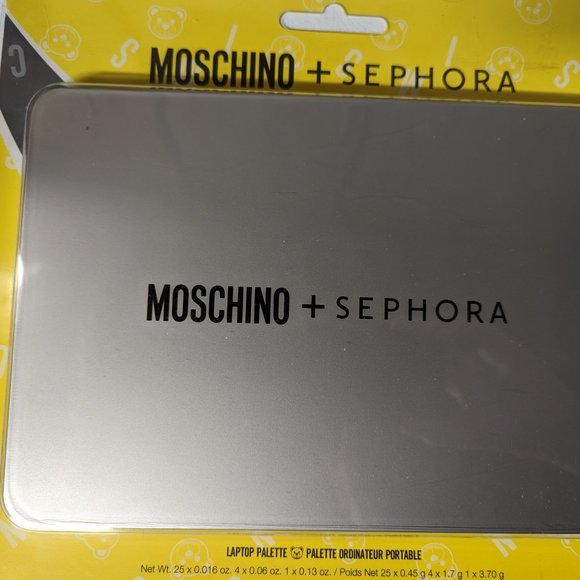 MOSCHINO + SEPHORA
MOSCHINO + SEPHORA
LAPTOP PALETTE PALETTE ORDINATEUR PORTABLE
Net Wt. 25 x 0.016 oz. 4 x 0.06 oz. 1 x 0.13 oz. / Poids Net 25 x 0.45 g 4 x 1.7 g 1 x 3.70 g